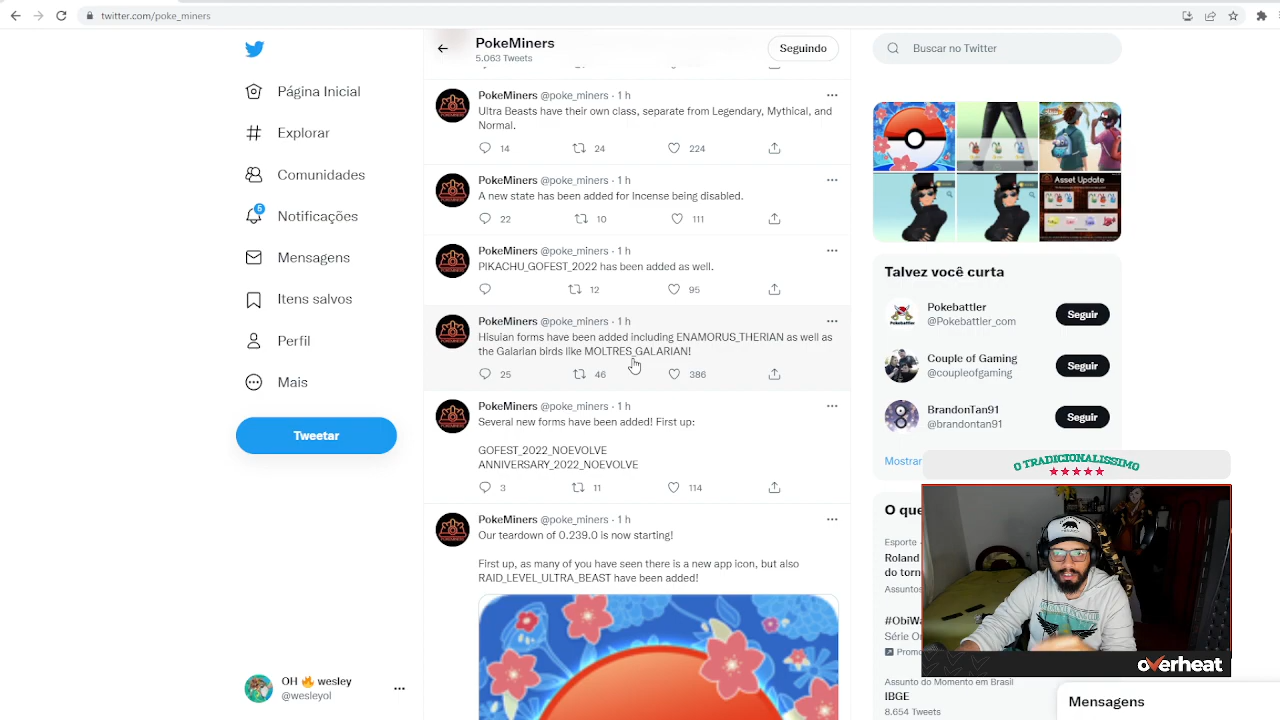 twitter.com/poke_miners
PokeMiners
5.063 Tweets
Seguindo
Buscar no Twitter
Página Inicial
Explorar
Comunidades
5
Notificações
Mensagens
Itens salvos
Perfil
Mais
Tweetar
OH 🔥 wesley
@wesleyol
PokeMiners @poke_miners · 1 h
Ultra Beasts have their own class, separate from Legendary, Mythical, and
Normal.
14 24 224
PokeMiners @poke_miners · 1 h
A new state has been added for Incense being disabled.
22 10 111
PokeMiners @poke_miners · 1 h
PIKACHU_GOFEST_2022 has been added as well.
12 95
PokeMiners @poke_miners · 1 h
Hisuian forms have been added including ENAMORUS_THERIAN as well as
the Galarian birds like MOLTRES_GALARIAN!
25 46 386
PokeMiners @poke_miners · 1 h
Several new forms have been added! First up:
GOFEST_2022_NOEVOLVE
ANNIVERSARY_2022_NOEVOLVE
3 11 114
PokeMiners @poke_miners · 1 h
Our teardown of 0.239.0 is now starting!
First up, as many of you have seen there is a new app icon, but also
RAID_LEVEL_ULTRA_BEAST have been added!
Asset Update
Talvez você curta
Pokebattler
@Pokebattler_com
Seguir
Couple of Gaming
@coupleofgaming
Seguir
BrandonTan91
@brandontan91
Seguir
Mostrar
O TRADICIONALISSIMO
O que
Esporte
Roland
do torne
Assuntos
#ObiWa
Série Or
Promo
overheat
Assunto do Momento em Brasil
IBGE
8.654 Tweets
Mensagens